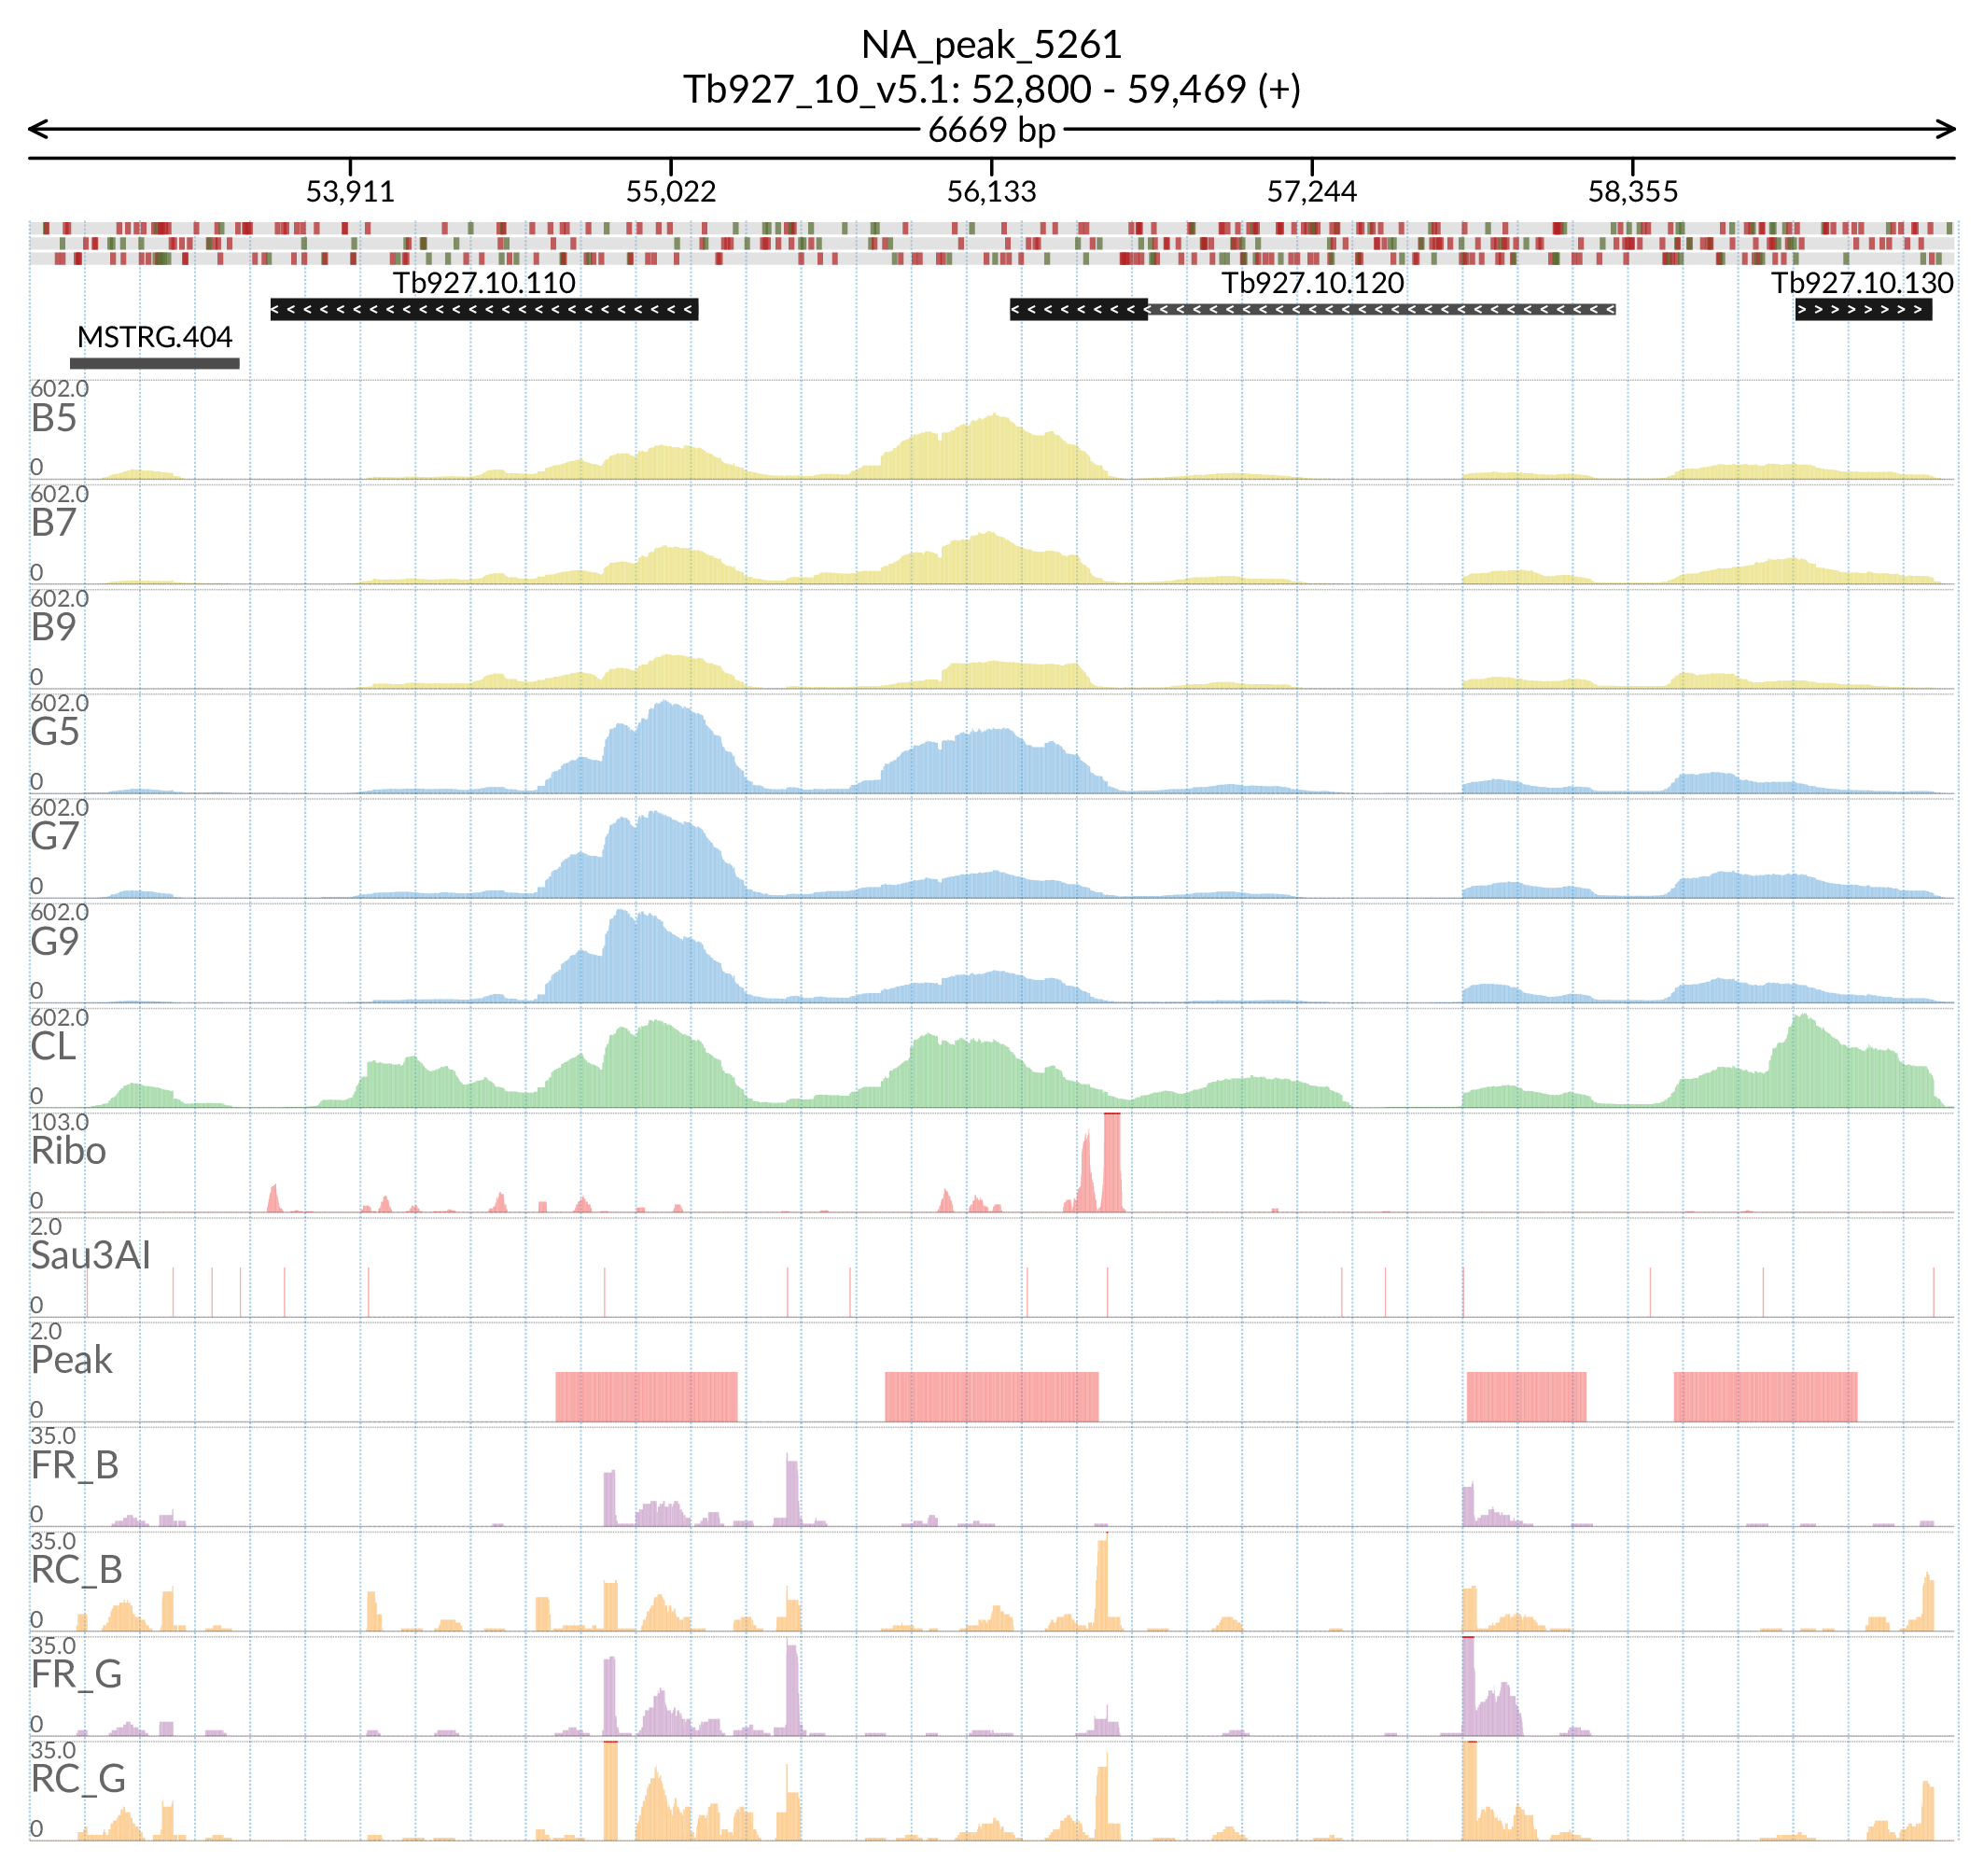 NA_peak_5261
Tb927_10_v5.1: 52,800 - 59,469 (+)
6669 bp
53,911 55,022 56,133 57,244 58,355
Tb927.10.110 Tb927.10.120 Tb927.10.130
MSTRG.404
602.0
B5
0
602.0
B7
0
602.0
B9
0
602.0
G5
0
602.0
G7
0
602.0
G9
0
602.0
CL
0
103.0
Ribo
0
2.0
Sau3AI
0
2.0
Peak
0
35.0
FR_B
0
35.0
RC_B
0
35.0
FR_G
0
35.0
RC_G
0